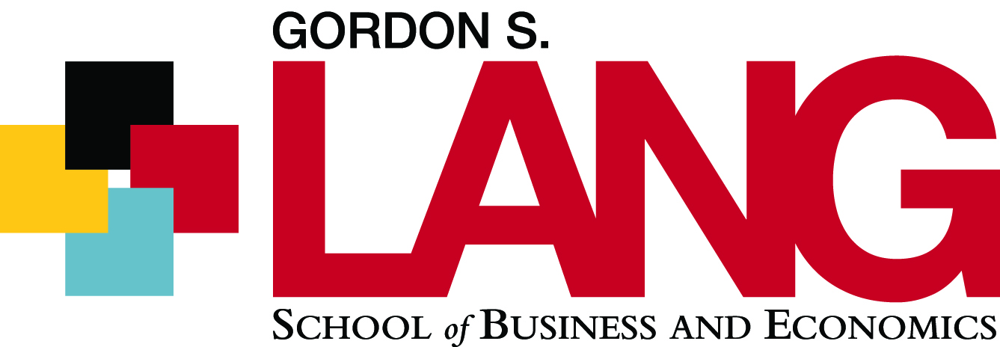 GORDON S.
LANG
SCHOOL of BUSINESS AND ECONOMICS